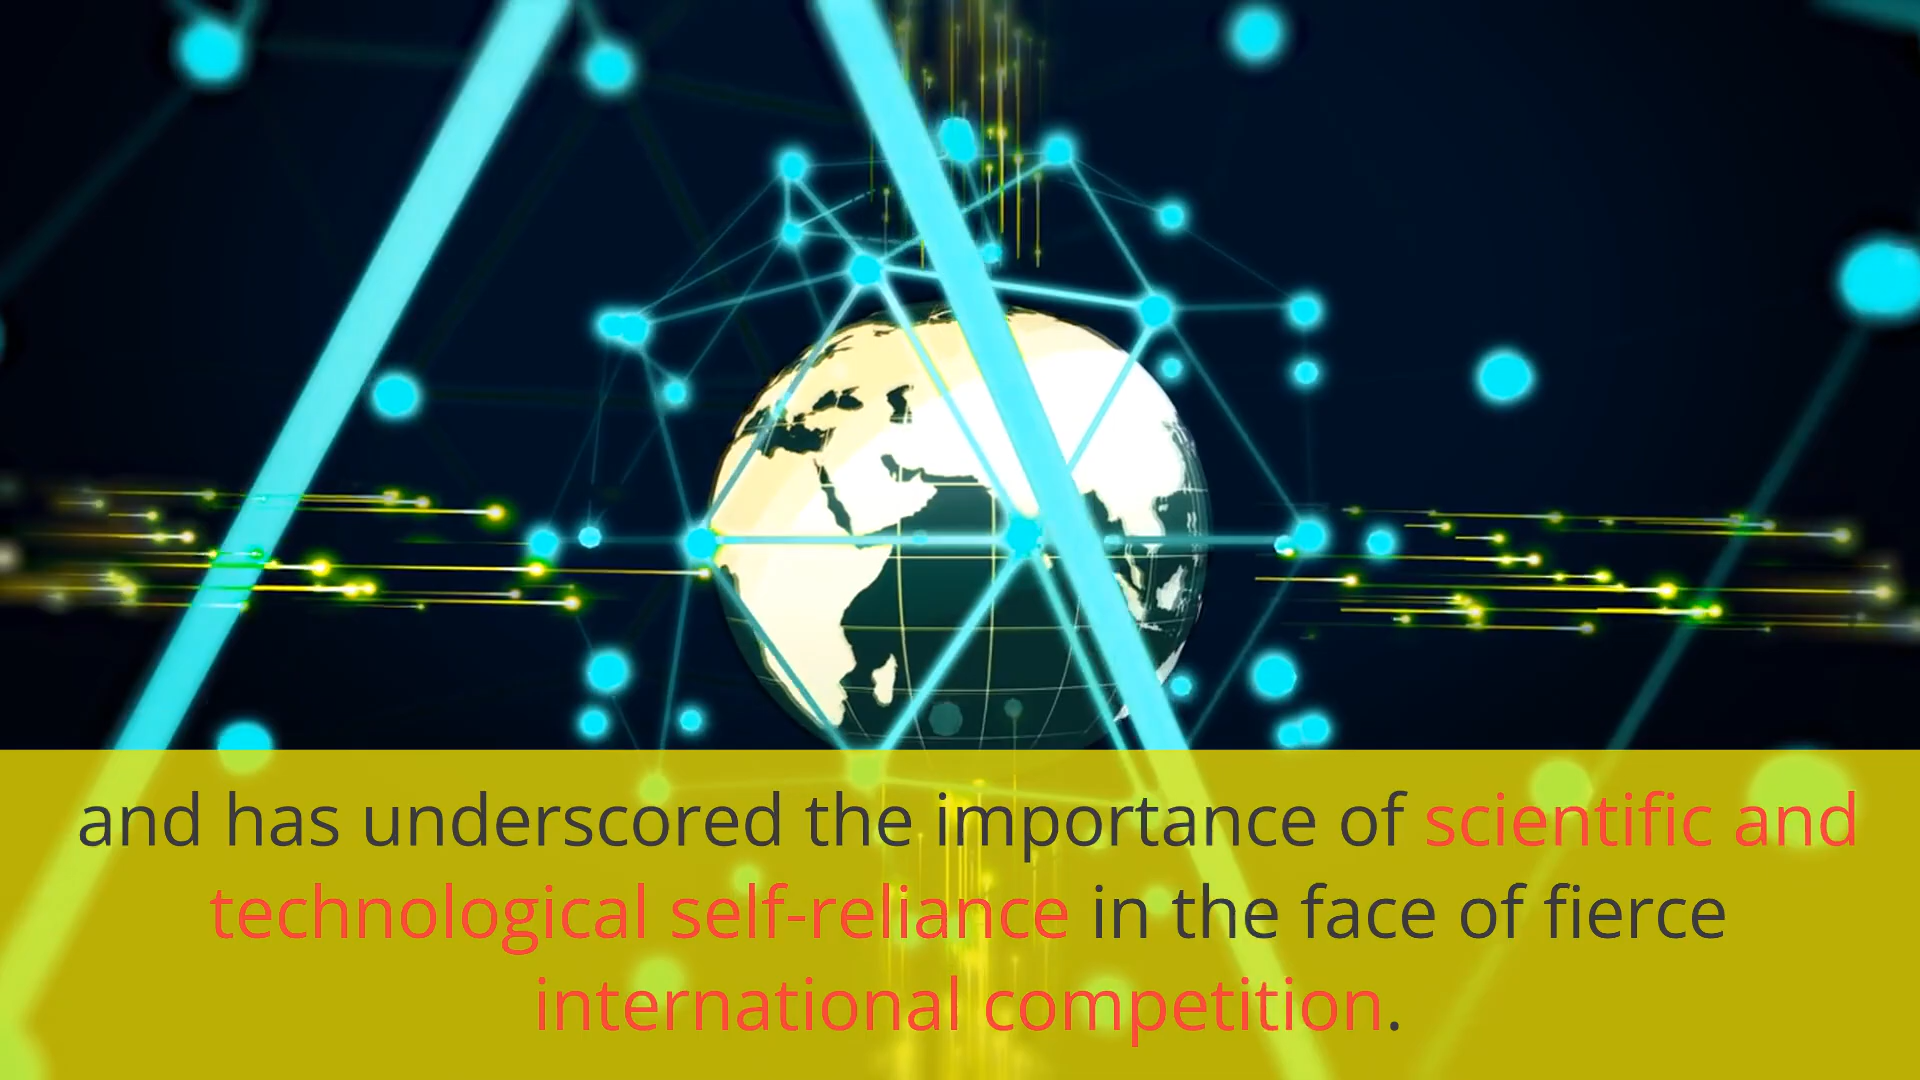 and has underscored the importance of scientific and
technological self-reliance in the face of fierce
international competition.